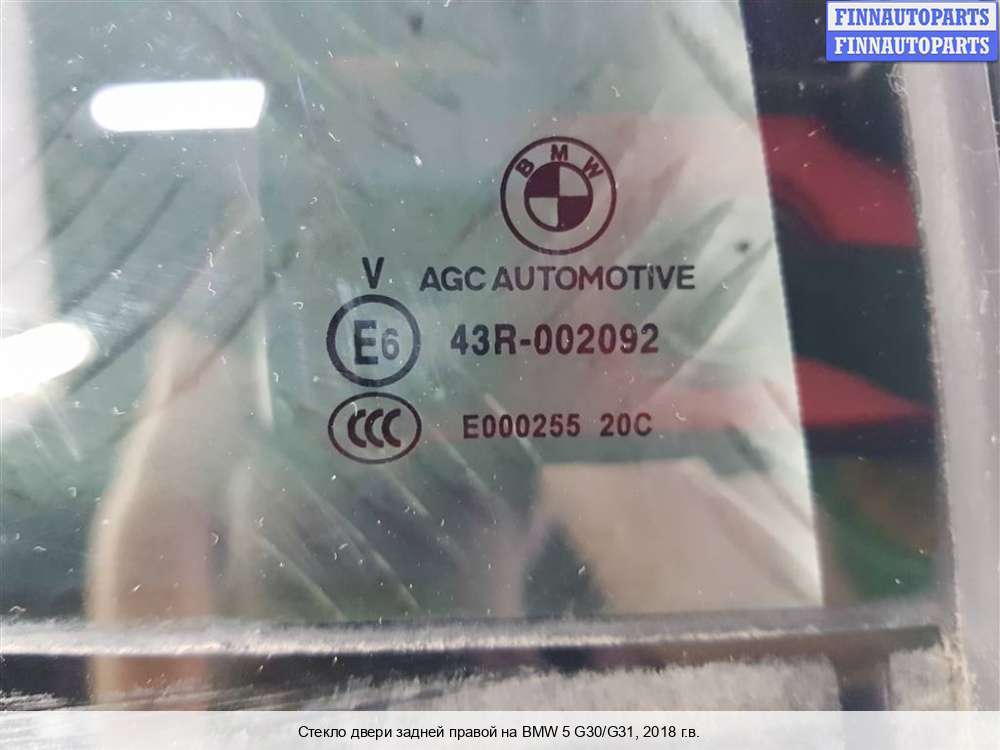 FINNAUTOPARTS
FINNAUTOPARTS
BMW
V AGC AUTOMOTIVE
E6 43R-002092
CCC E000255 20C
Стекло двери задней правой на BMW 5 G30/G31, 2018 г.в.